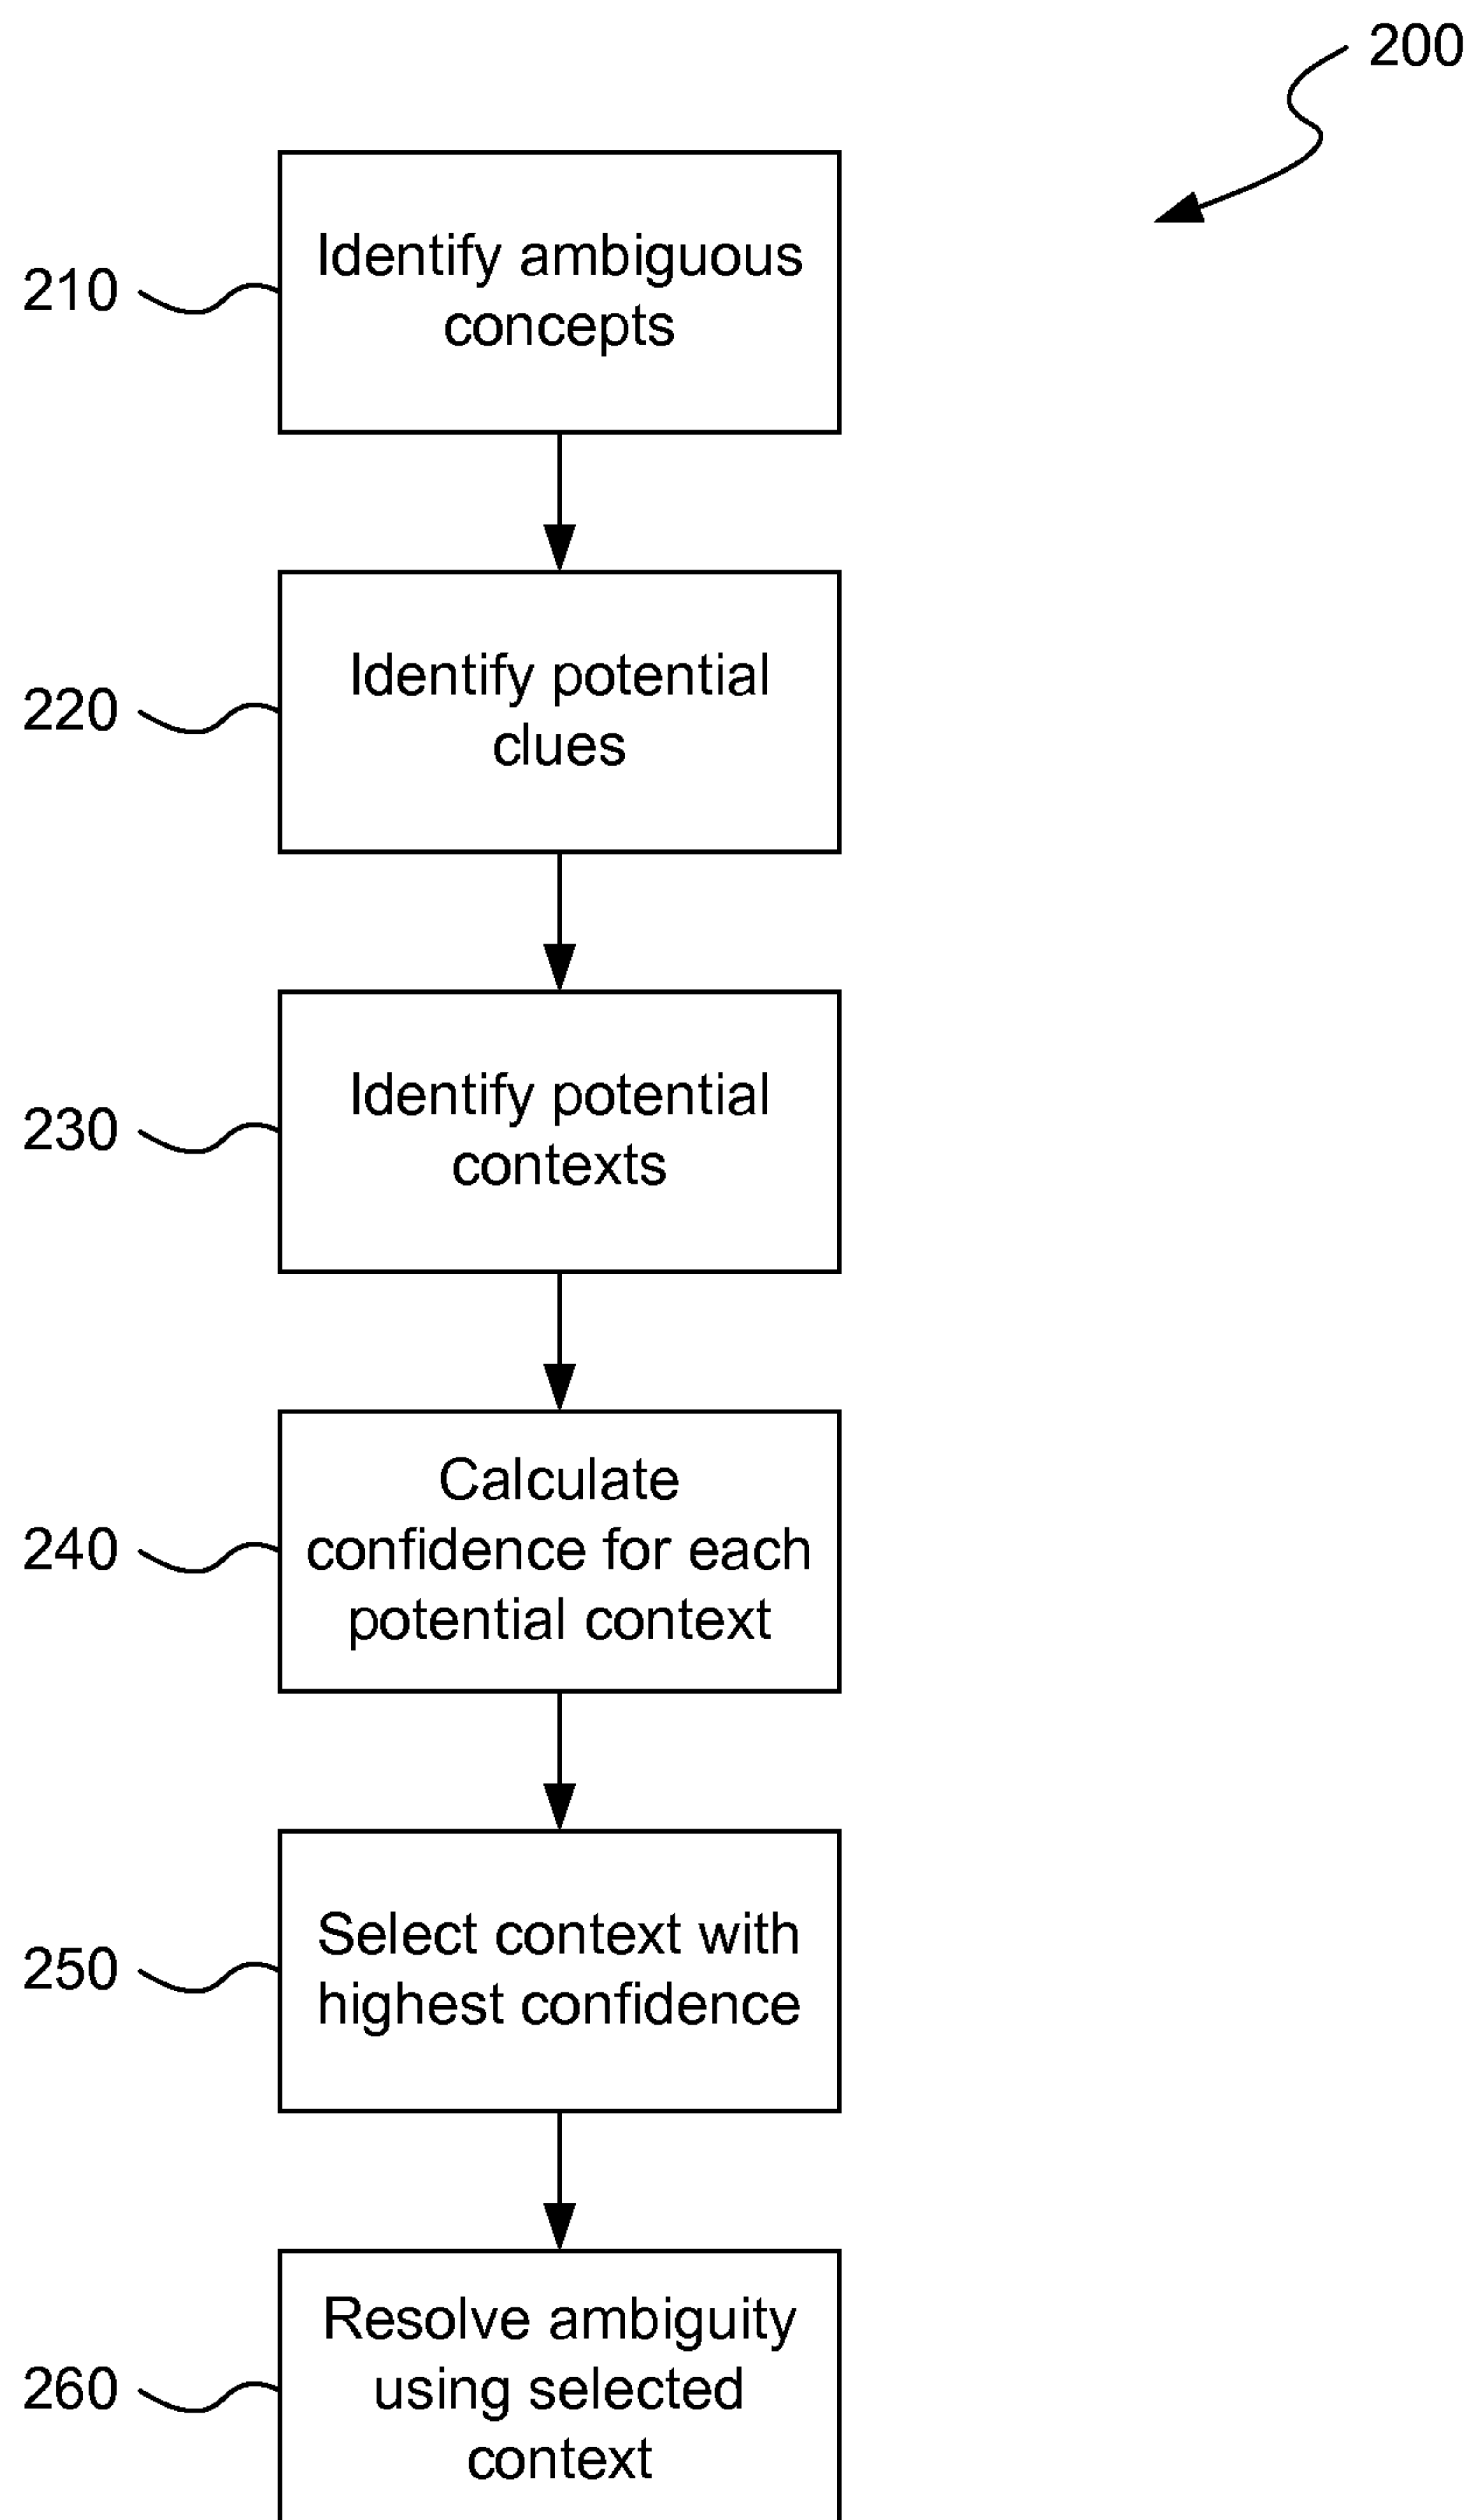 200
210
Identify ambiguous
concepts
220
Identify potential
clues
230
Identify potential
contexts
240
Calculate
confidence for each
potential context
250
Select context with
highest confidence
260
Resolve ambiguity
using selected
context